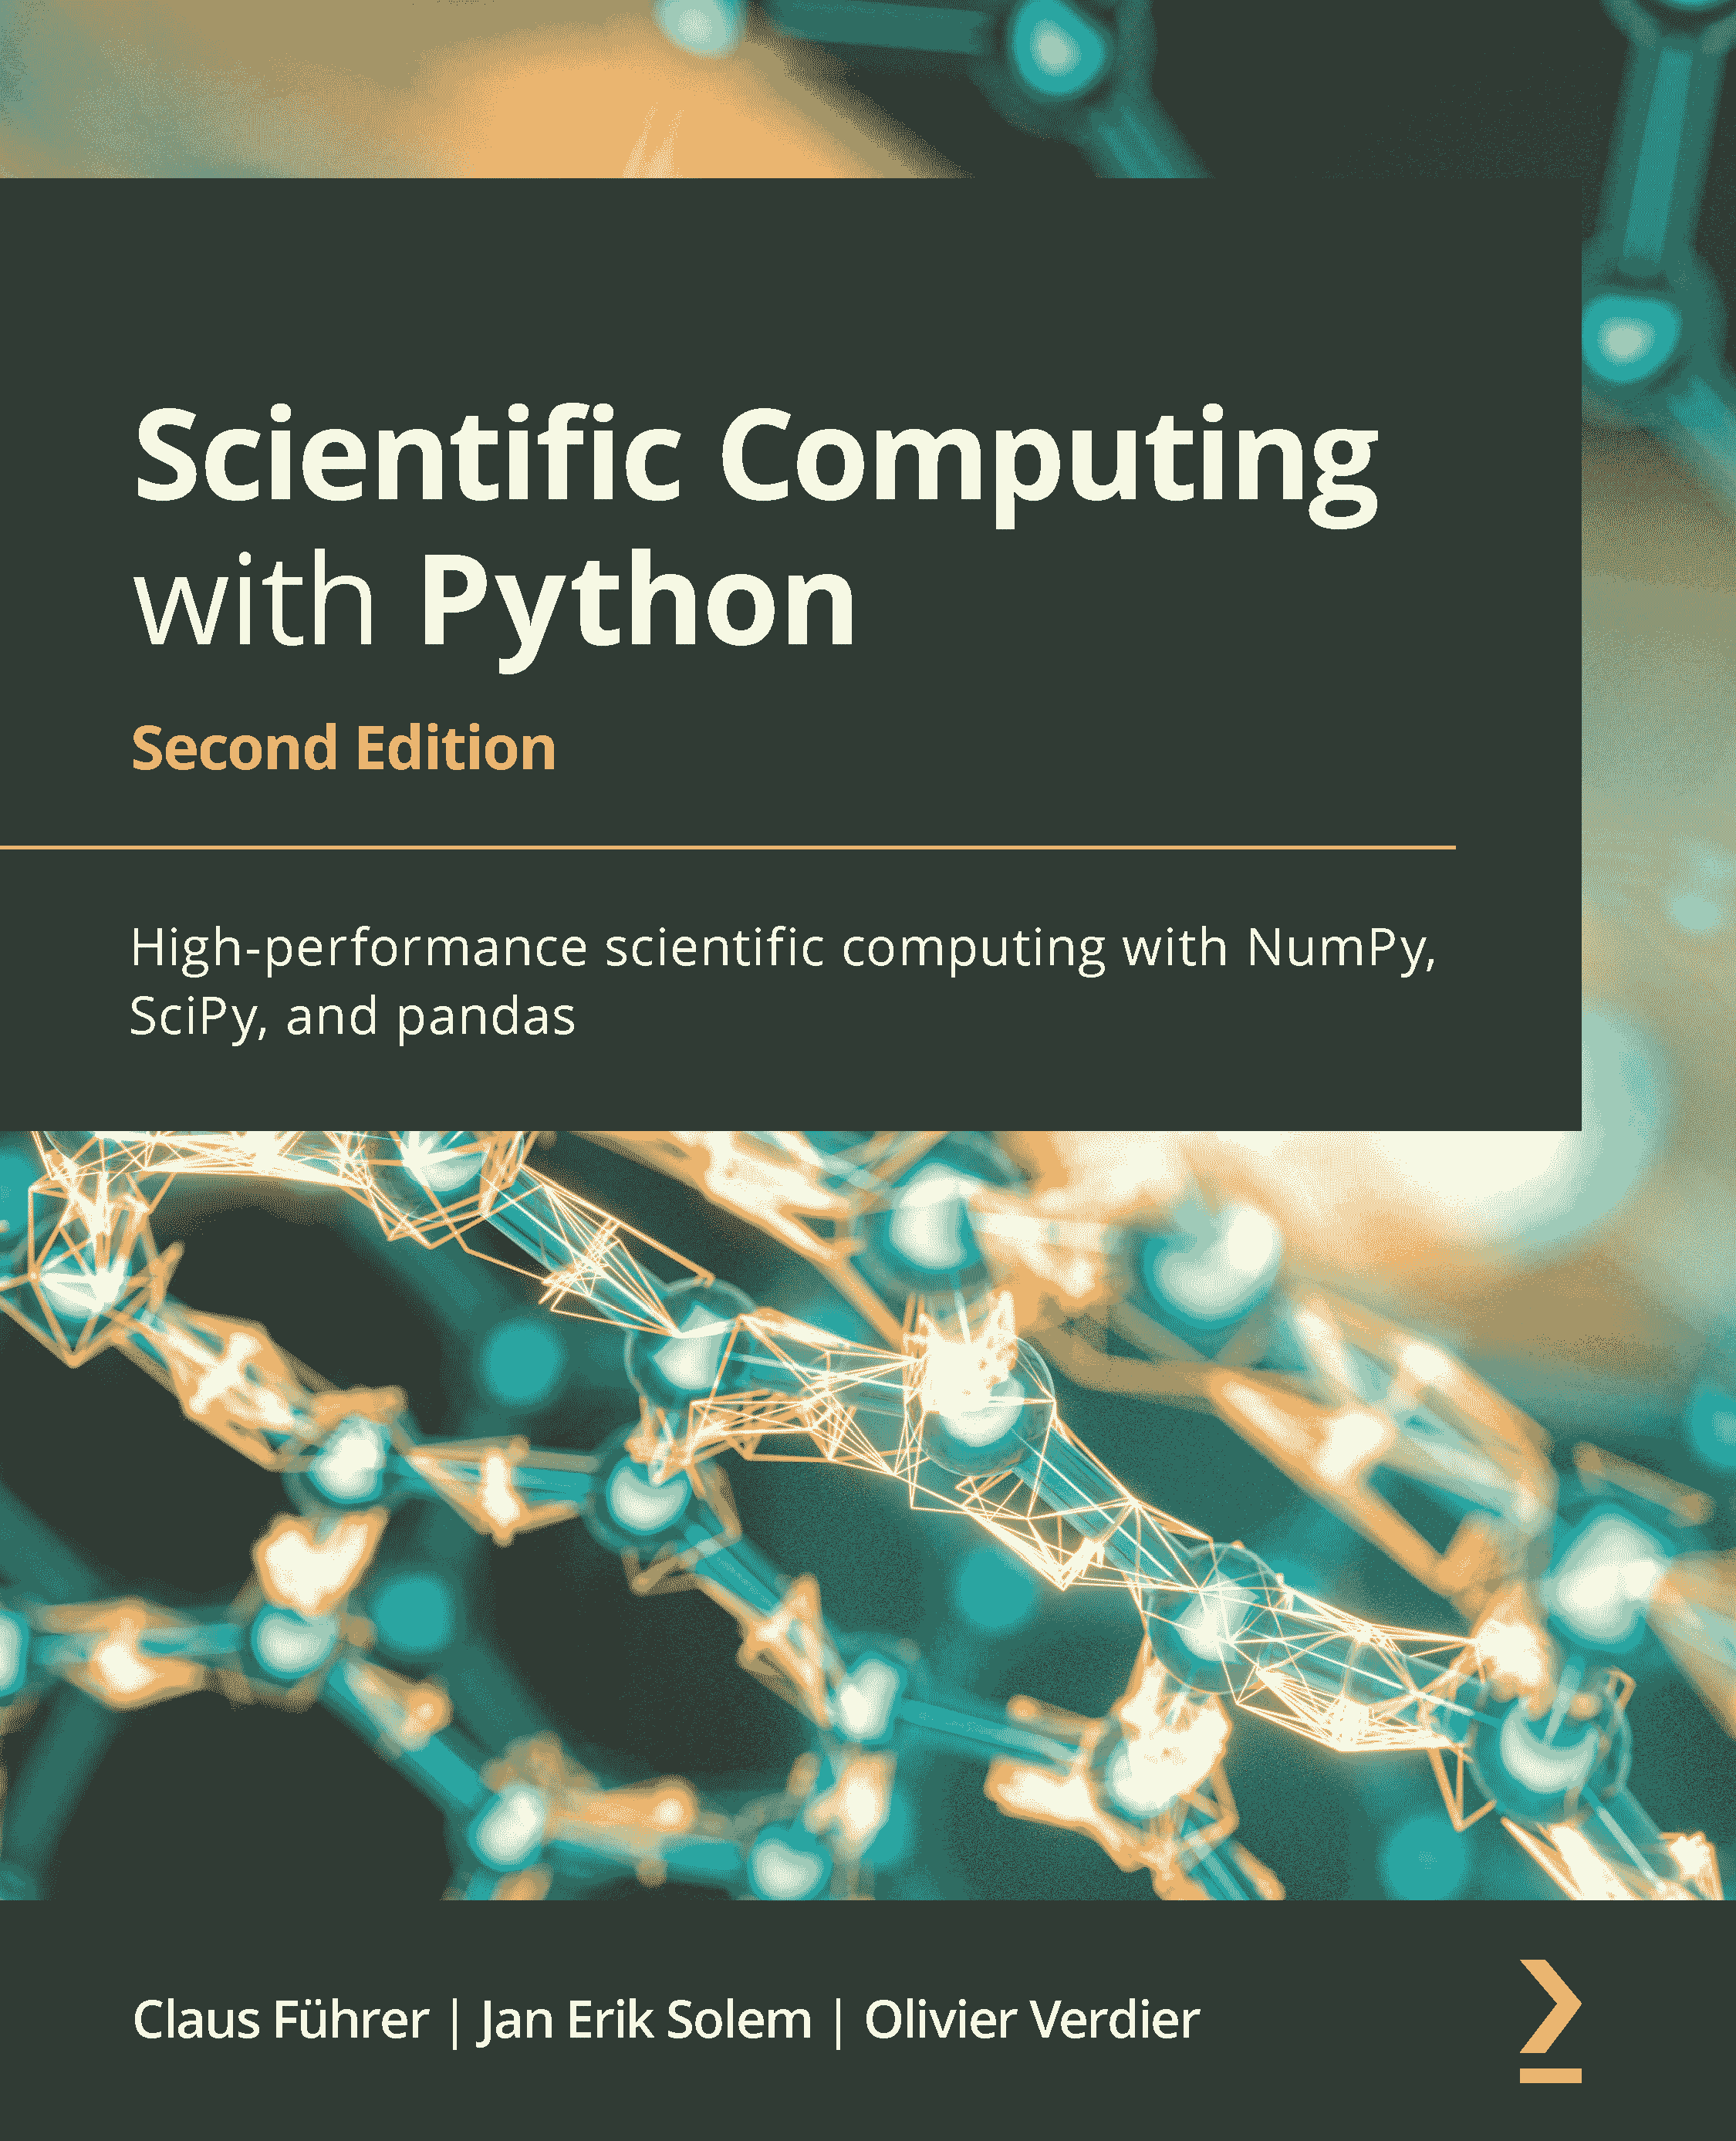 Scientific Computing
with Python
Second Edition
High-performance scientific computing with NumPy,
SciPy, and pandas
Claus Führer | Jan Erik Solem | Olivier Verdier